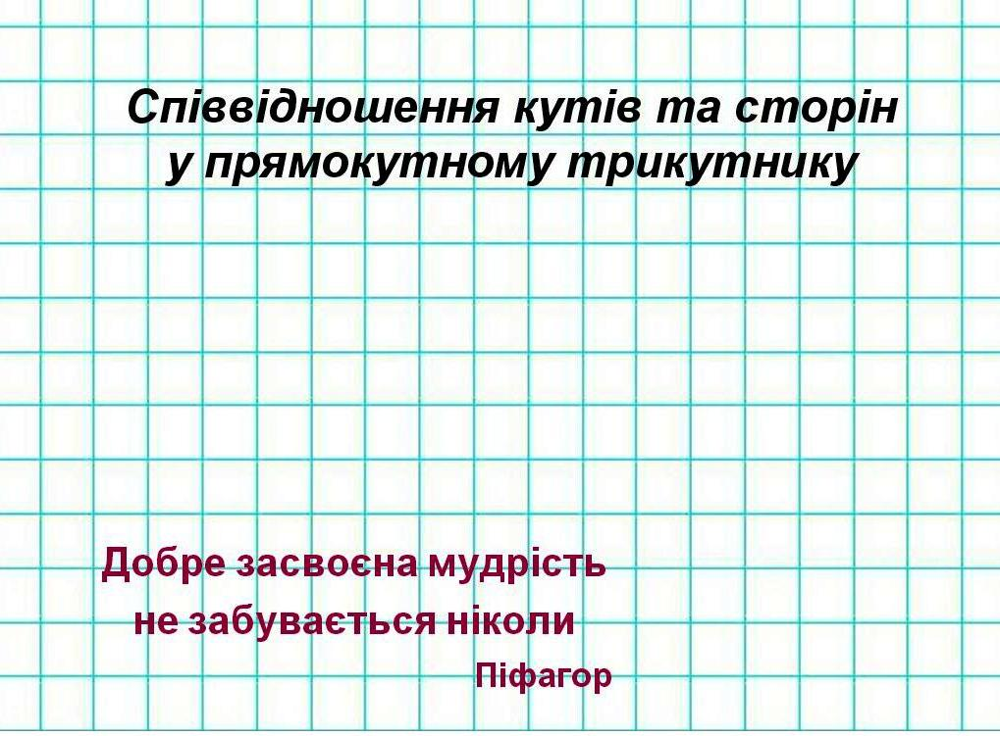 Співвідношення кутів та сторін
у прямокутному трикутнику
Добре засвоєна мудрість
не забувається ніколи
Піфагор